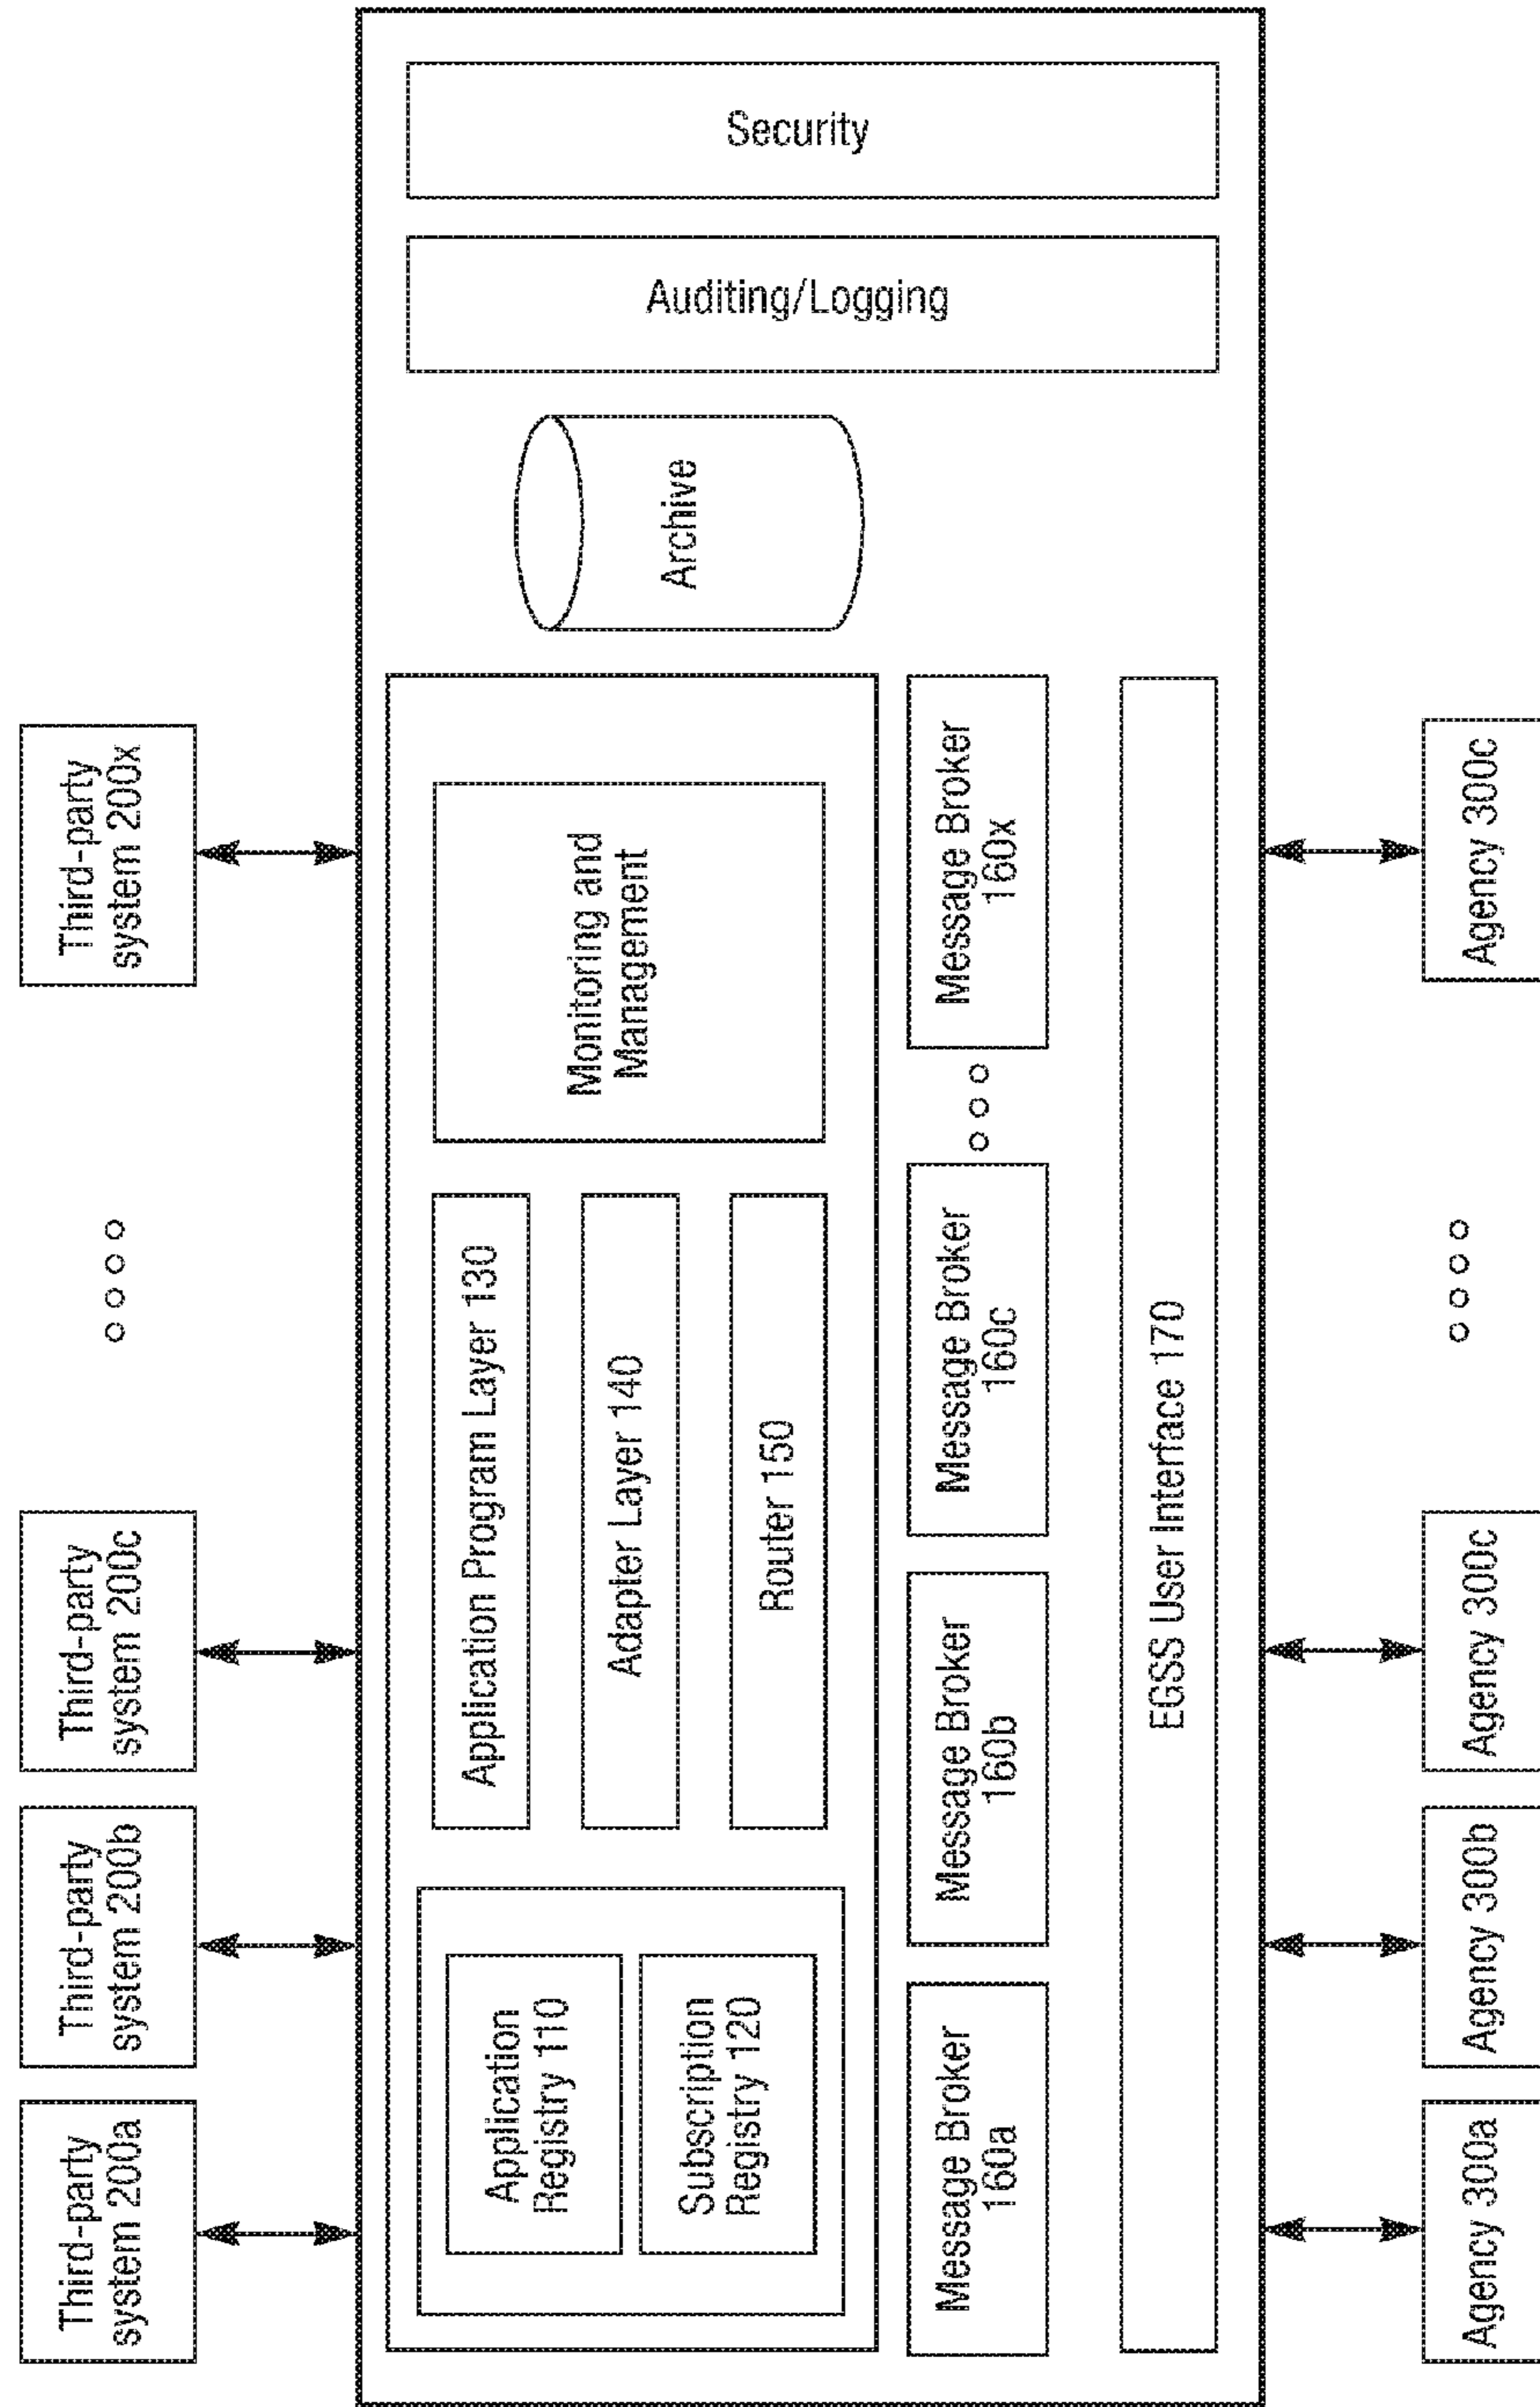 Third-party
system 200a
Third-party
system 200b
Third-party
system 200c
Third-party
system 200x
Application
Registry 110
Subscription
Registry 120
Application Program Layer 130
Adapter Layer 140
Router 150
Monitoring and
Management
Archive
Auditing/Logging
Security
Message Broker
160a
Message Broker
160b
Message Broker
160c
Message Broker
160x
EGSS User Interface 170
Agency 300a
Agency 300b
Agency 300c
Agency 300c